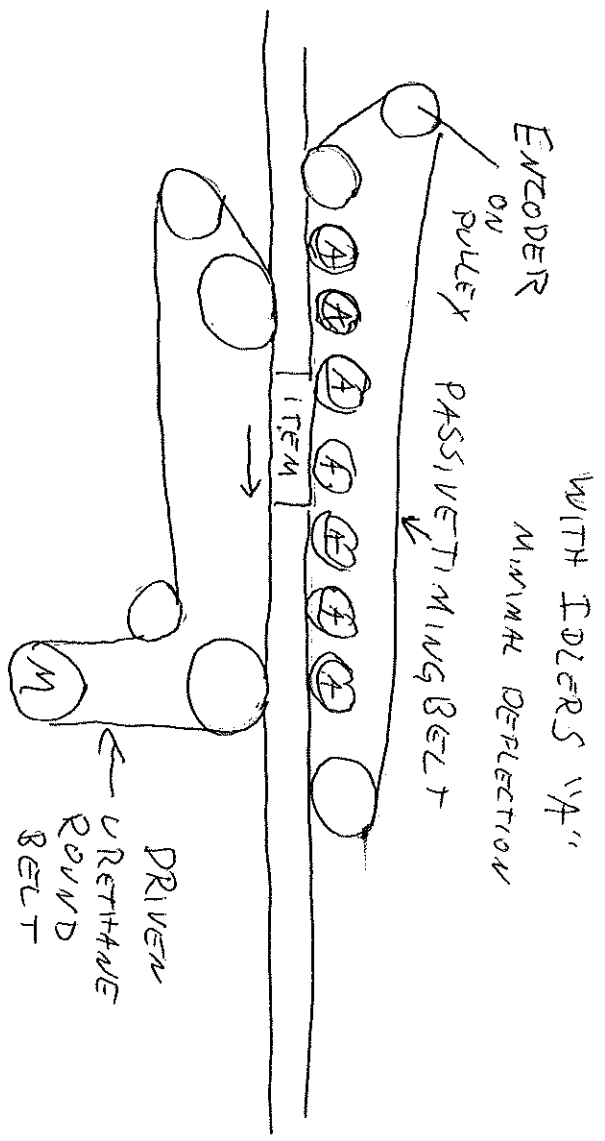 ENCODER
ON
PULLEY
WITH IDLERS "A"
MINIMAL DEFLECTION
PASSIVE TIMING BELT
A
A
A
A
A
A
A
ITEM
M
DRIVEN
URETHANE
ROUND
BELT